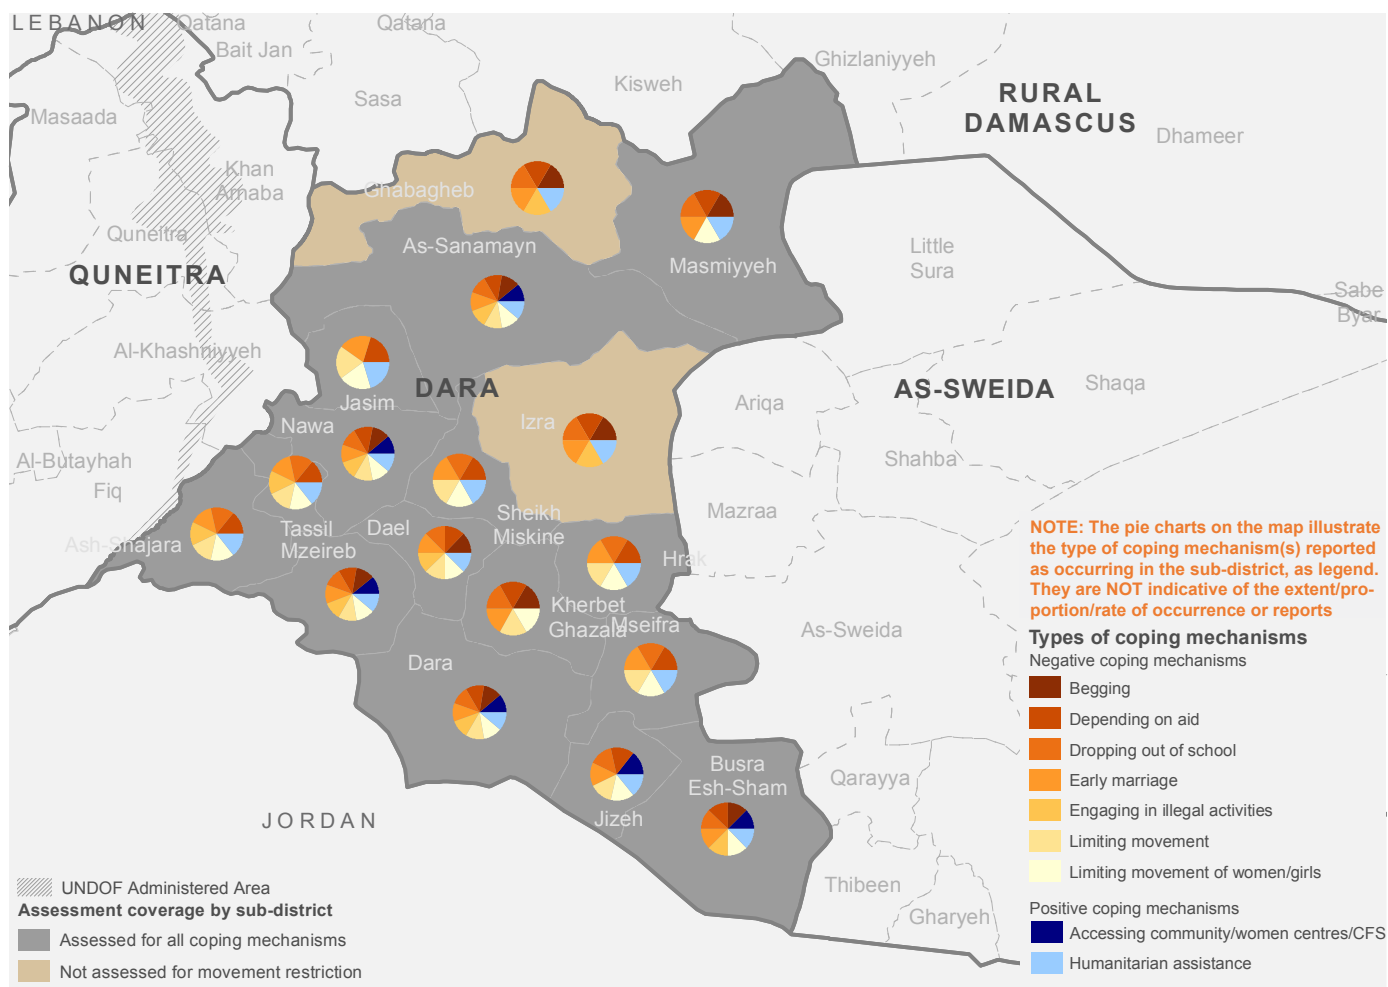 LEBANON
Qatana
Qatana
Bait Jan
Ghizlaniyyeh
Kisweh
Sasa
RURAL
DAMASCUS
Masaada
Dhameer
Khan
Arnaba
Ghabagheb
Quneitra
As-Sanamayn
Little
Sura
QUNEITRA
Masmiyyeh
Sabe
Byar
Al-Khashniyyeh
DARA
AS-SWEIDA
Shaqa
Jasim
Ariqa
Nawa
Izra
Al-Butayhah
Shahba
Fiq
Mazraa
Sheikh
Miskine
Tassil
Dael
Mzeireb
Ash-Shajara
Hrak
Kherbet
Ghazala
Mseifra
As-Sweida
Dara
Busra
Esh-Sham
Qarayya
Jizeh
JORDAN
Thibeen
Gharyeh
NOTE: The pie charts on the map illustrate
the type of coping mechanism(s) reported
as occurring in the sub-district, as legend.
They are NOT indicative of the extent/pro-
portion/rate of occurrence or reports
Types of coping mechanisms
Negative coping mechanisms
Begging
Depending on aid
Dropping out of school
Early marriage
Engaging in illegal activities
Limiting movement
Limiting movement of women/girls
Positive coping mechanisms
Accessing community/women centres/CFS
Humanitarian assistance
UNDOF Administered Area
Assessment coverage by sub-district
Assessed for all coping mechanisms
Not assessed for movement restriction